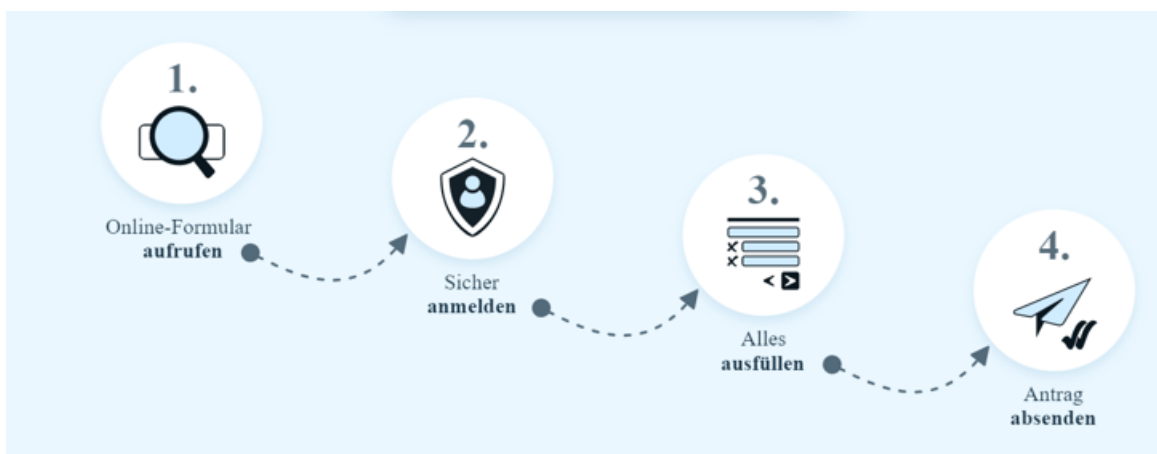 1.
Online-Formular
aufrufen
2.
Sicher
anmelden
3.
Alles
ausfüllen
4.
Antrag
absenden